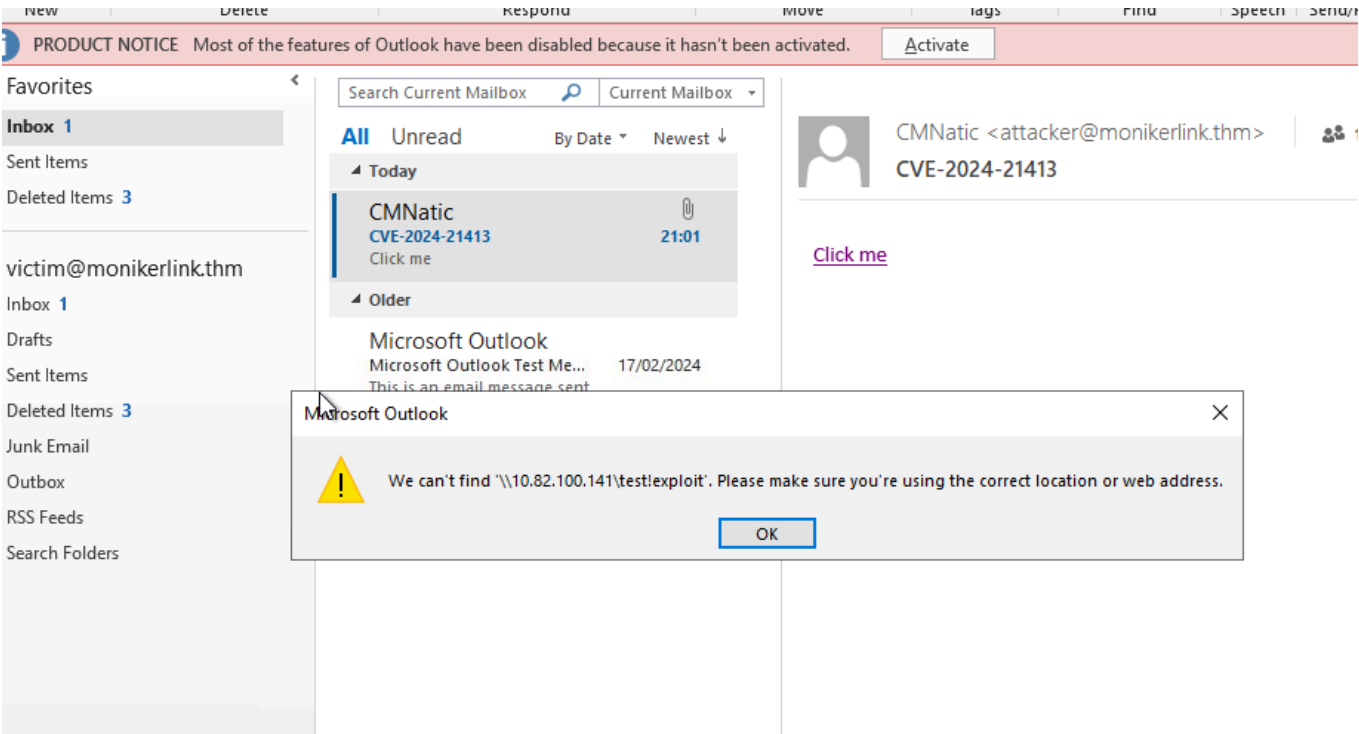 New Delete Respond Move Tags Find Speech
PRODUCT NOTICE Most of the features of Outlook have been disabled because it hasn't been activated. Activate
Favorites
Inbox 1
Sent Items
Deleted Items 3
victim@monikerlink.thm
Inbox 1
Drafts
Sent Items
Deleted Items 3
Junk Email
Outbox
RSS Feeds
Search Folders
Search Current Mailbox Current Mailbox
All Unread By Date Newest ↓
Today
CMNatic
CVE-2024-21413 21:01
Click me
Older
Microsoft Outlook
Microsoft Outlook Test Me... 17/02/2024
This is an email message sent
CMNatic <attacker@monikerlink.thm>
CVE-2024-21413
Click me
Microsoft Outlook
We can't find '\\10.82.100.141\test!exploit'. Please make sure you're using the correct location or web address.
OK